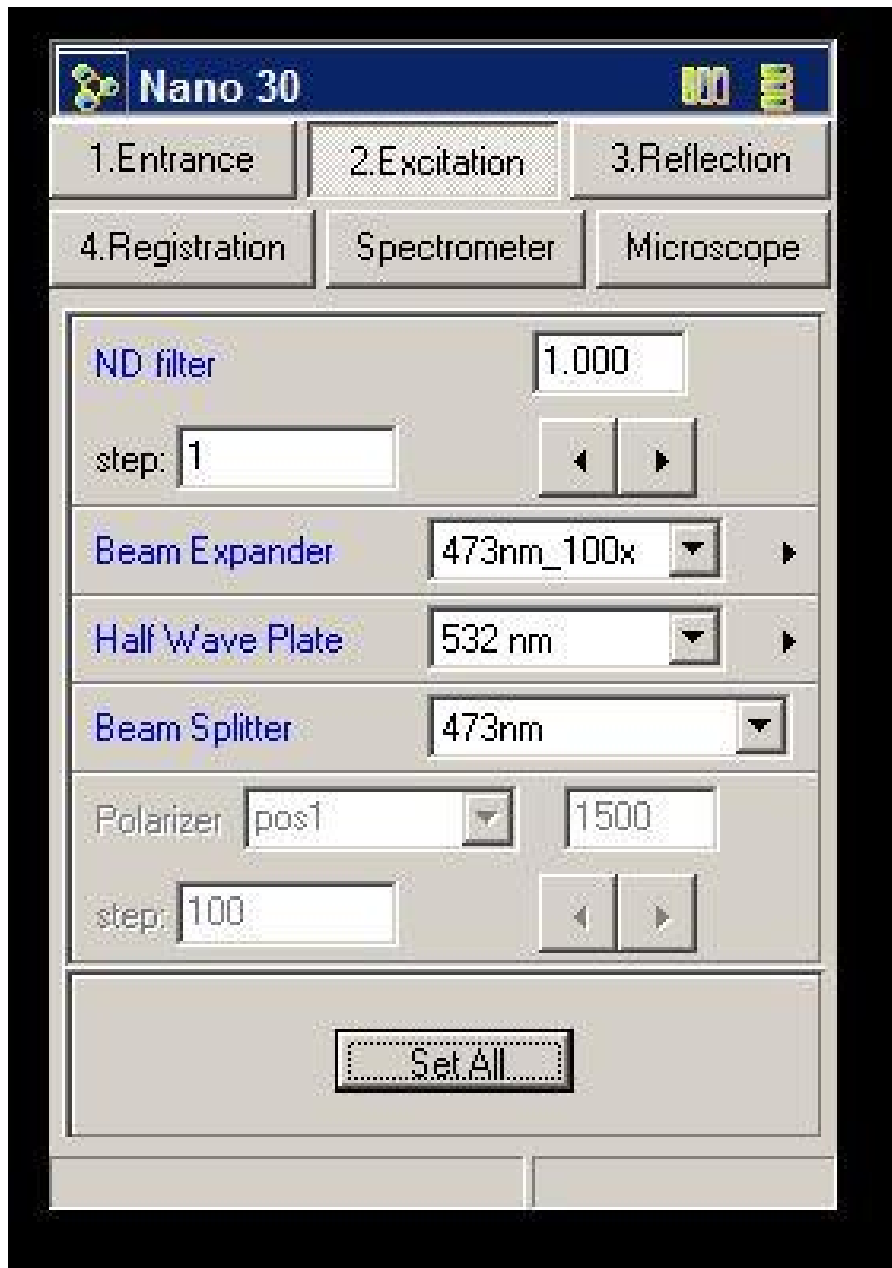 Nano 30
1.Entrance 2.Excitation 3.Reflection
4.Registration Spectrometer Microscope
ND filter 1.000
step: 1
Beam Expander 473nm_100x
Half Wave Plate 532 nm
Beam Splitter 473nm
Polarizer pos1 1500
step: 100
Set All